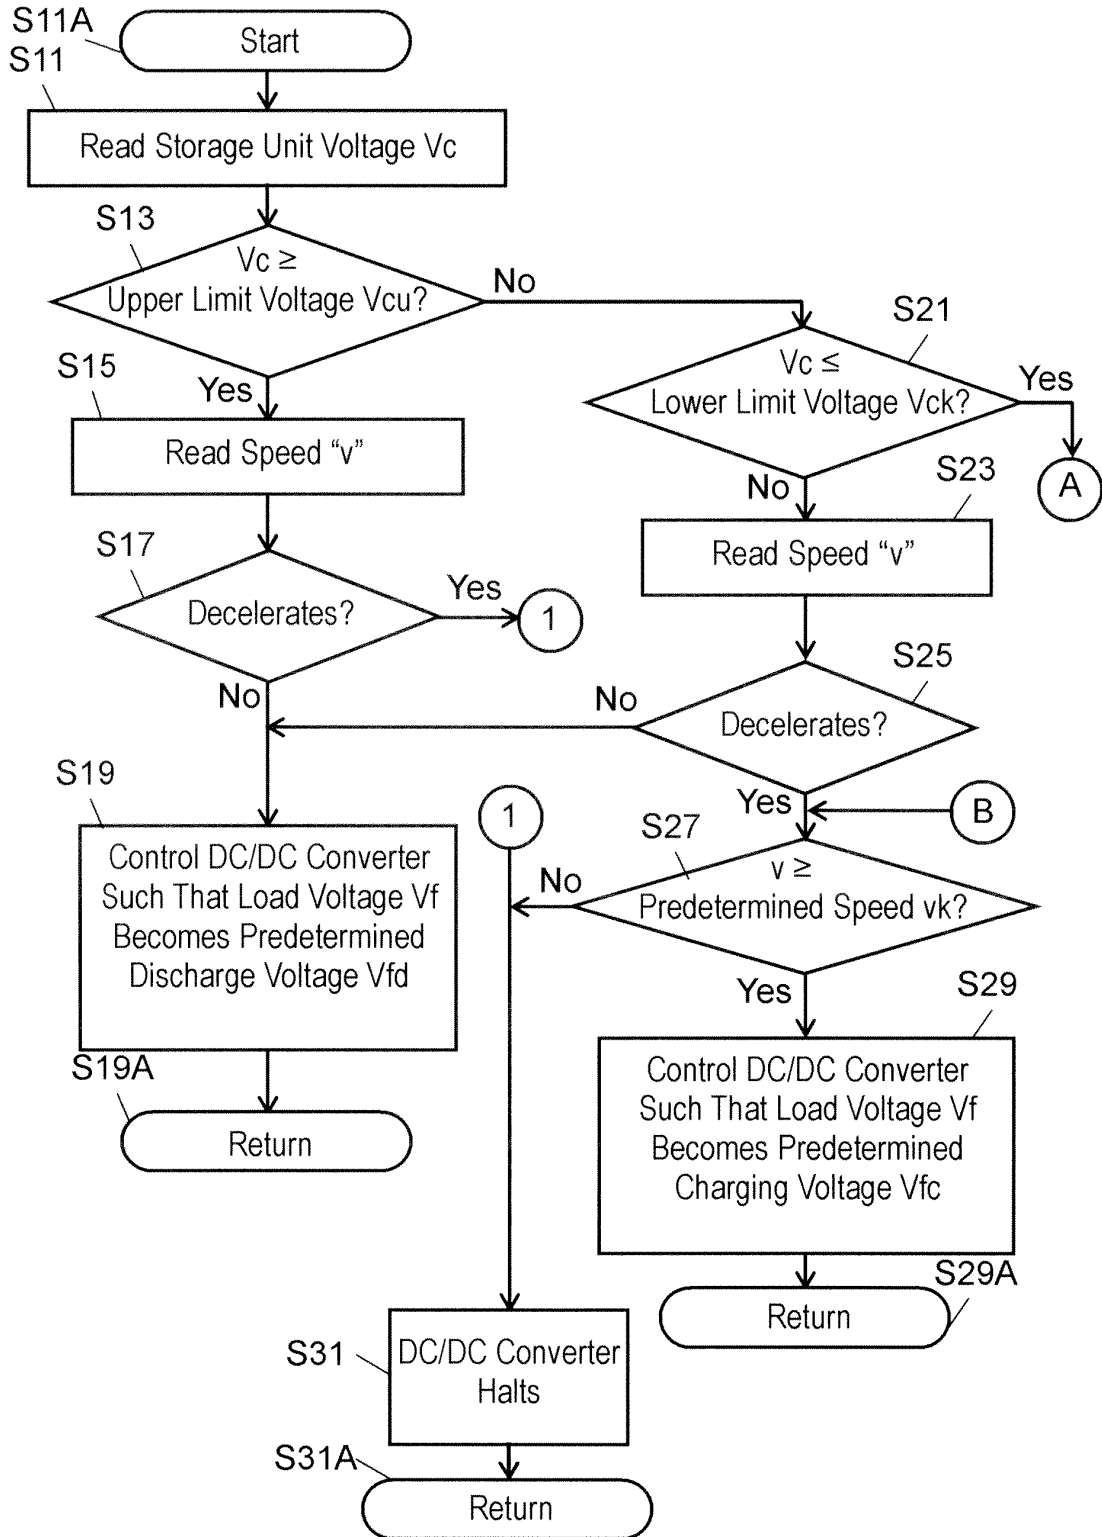 S11A
Start
S11
Read Storage Unit Voltage Vc
S13
Vc ≥
Upper Limit Voltage Vcu?
No
Yes
S21
Vc ≤
Lower Limit Voltage Vck?
Yes
A
No
S15
Read Speed “v”
S23
Read Speed “v”
S17
Decelerates?
Yes
1
No
S25
Decelerates?
No
Yes
B
S19
Control DC/DC Converter
Such That Load Voltage Vf
Becomes Predetermined
Discharge Voltage Vfd
S19A
Return
1
S27
v ≥
Predetermined Speed vk?
No
Yes
S29
Control DC/DC Converter
Such That Load Voltage Vf
Becomes Predetermined
Charging Voltage Vfc
S29A
Return
S31
DC/DC Converter
Halts
S31A
Return